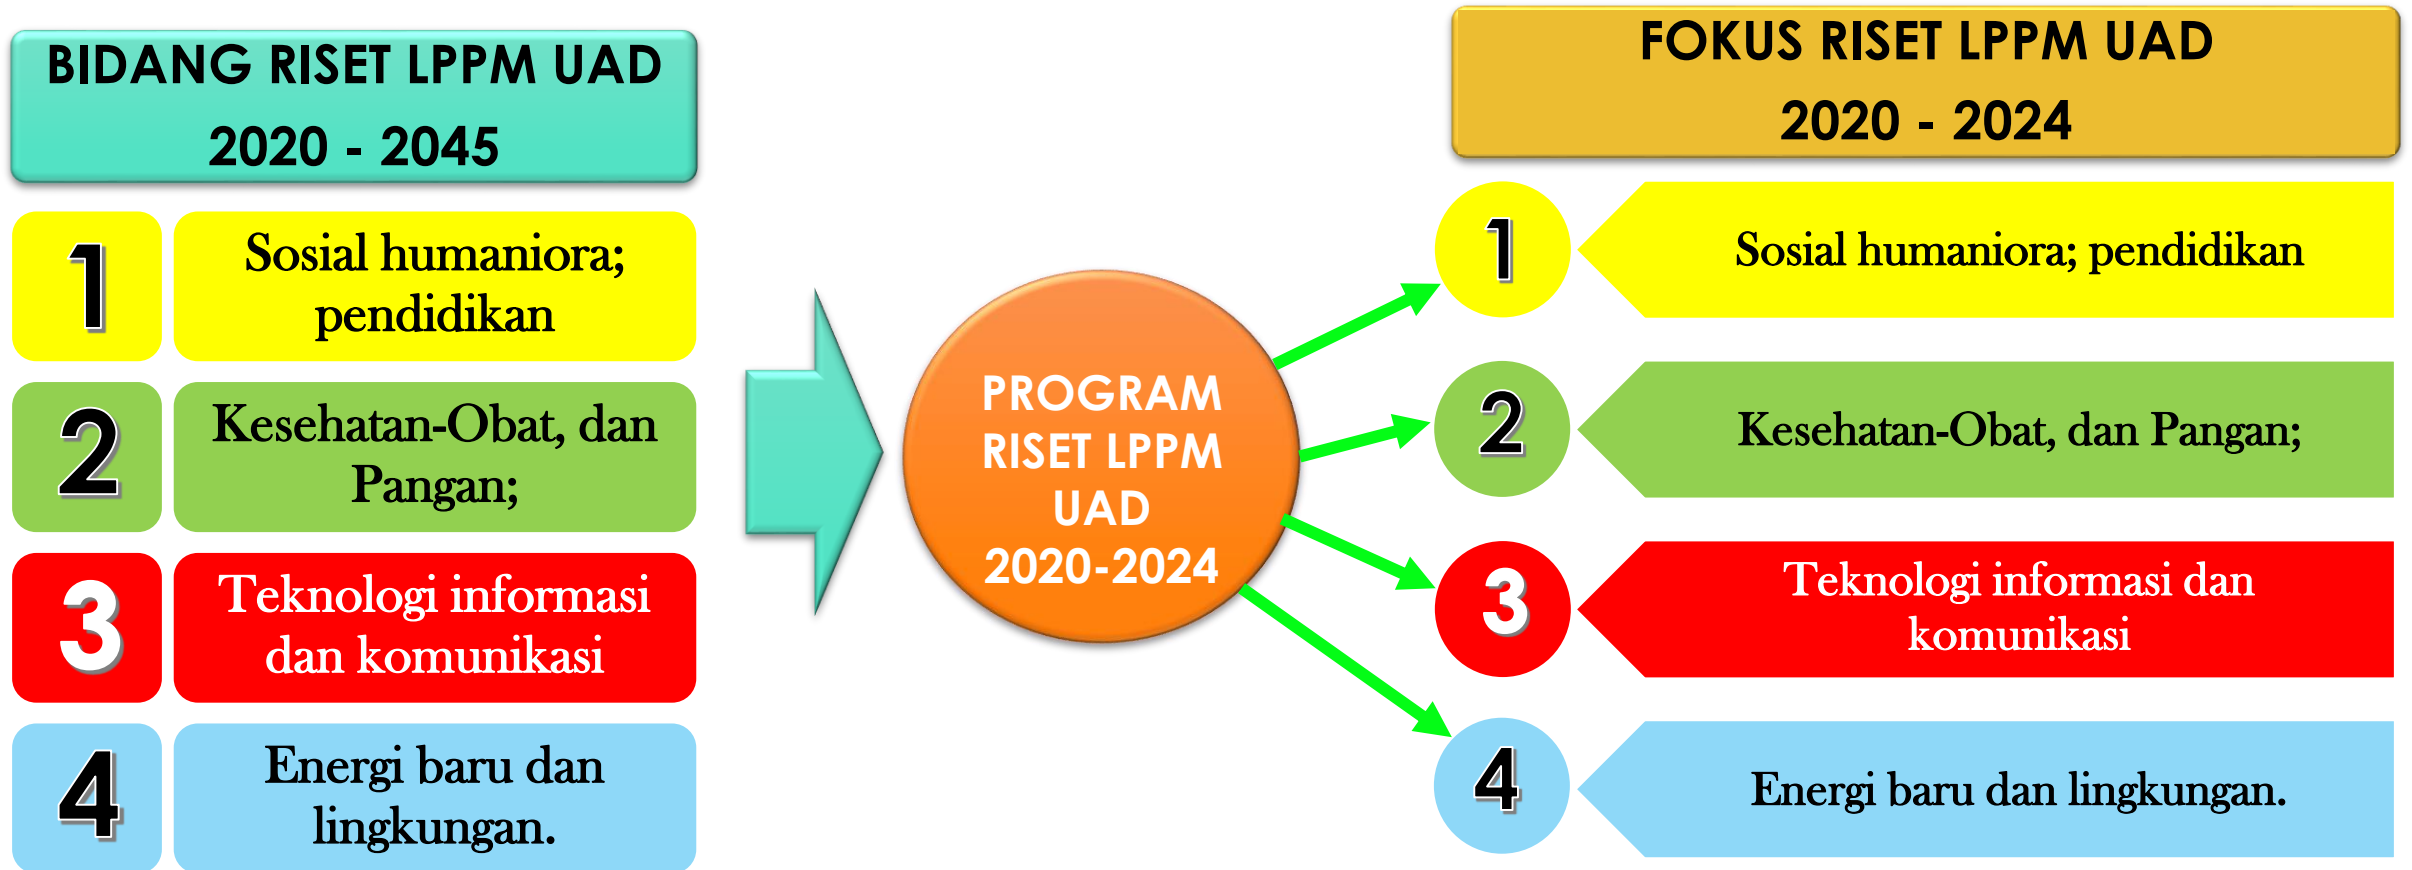 BIDANG RISET LPPM UAD
2020 - 2045
1
Sosial humaniora;
pendidikan
2
Kesehatan-Obat, dan
Pangan;
3
Teknologi informasi
dan komunikasi
4
Energi baru dan
lingkungan.
PROGRAM
RISET LPPM
UAD
2020-2024
FOKUS RISET LPPM UAD
2020 - 2024
1
Sosial humaniora; pendidikan
2
Kesehatan-Obat, dan Pangan;
3
Teknologi informasi dan
komunikasi
4
Energi baru dan lingkungan.